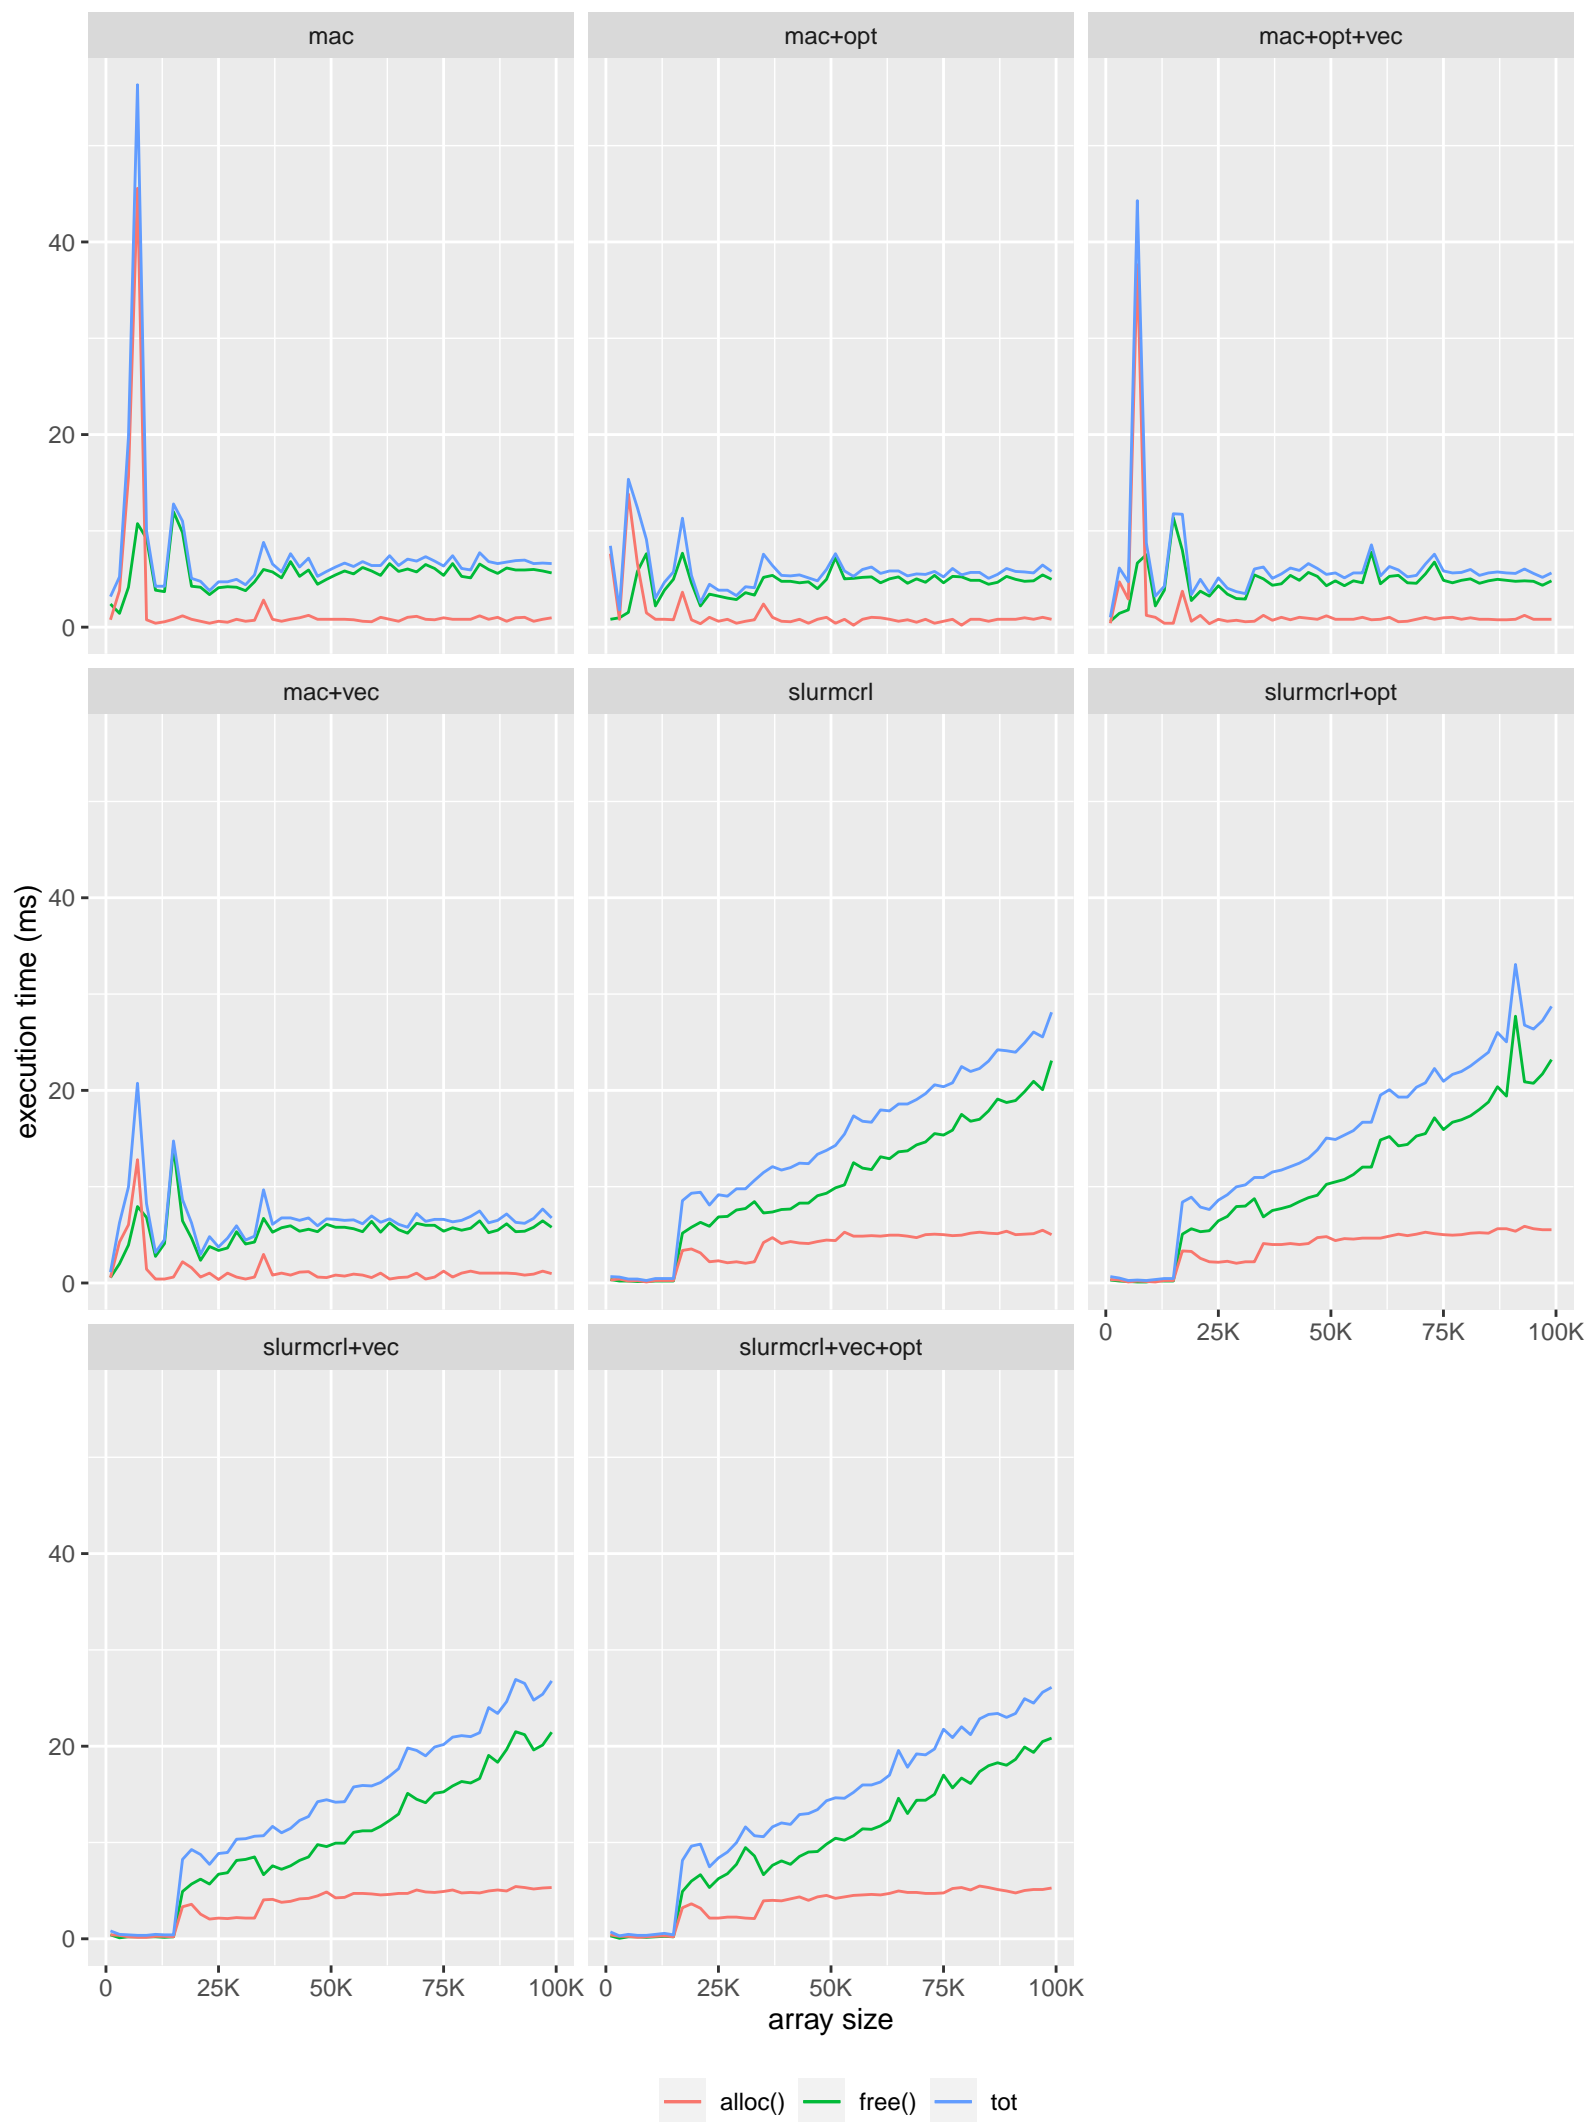 mac
mac+opt
mac+opt+vec
40
20
0
mac+vec
slurmcrl
slurmcrl+opt
40
20
0
0 25K 50K 75K 100K
slurmcrl+vec
slurmcrl+vec+opt
40
20
0
0 25K 50K 75K 100K
0 25K 50K 75K 100K
execution time (ms)
array size
alloc() free() tot